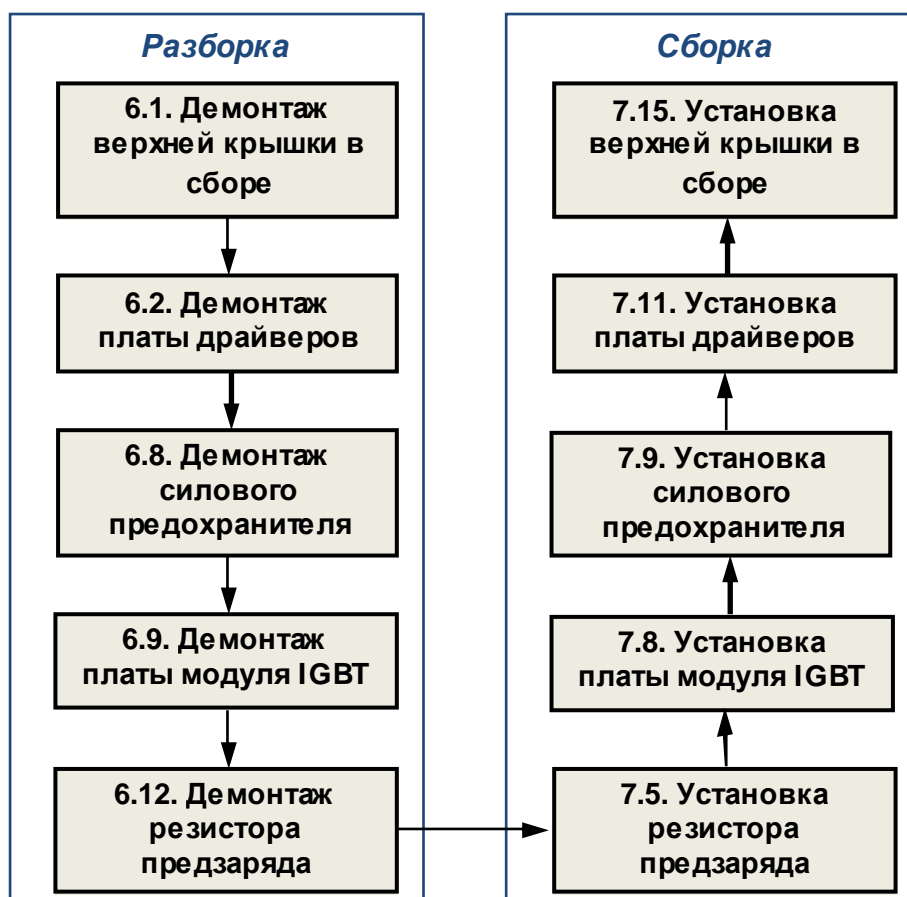 Разборка
6.1. Демонтаж
верхней крышки в
сборе
6.2. Демонтаж
платы драйверов
6.8. Демонтаж
силового
предохранителя
6.9. Демонтаж
платы модуля IGBT
6.12. Демонтаж
резистора
предзаряда
Сборка
7.15. Установка
верхней крышки в
сборе
7.11. Установка
платы драйверов
7.9. Установка
силового
предохранителя
7.8. Установка
платы модуля IGBT
7.5. Установка
резистора
предзаряда